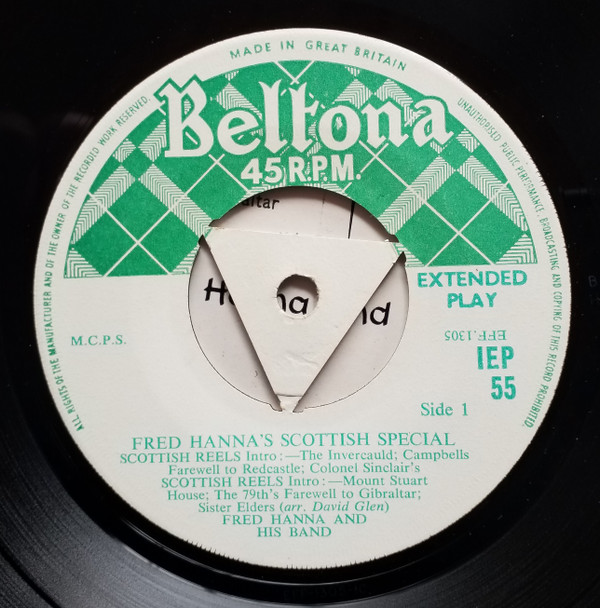 MADE IN GREAT BRITAIN
ALL RIGHTS OF THE MANUFACTURER AND OF THE OWNER OF THE RECORDED WORK RESERVED.
UNAUTHORISED PUBLIC PERFORMANCE, BROADCASTING AND COPYING OF THIS RECORD PROHIBITED.
Beltona
45 R.P.M.
EXTENDED
PLAY
M.C.P.S.
EFF.1305
IEP
55
Side 1
FRED HANNA'S SCOTTISH SPECIAL
SCOTTISH REELS Intro:—The Invercauld; Campbells
Farewell to Redcastle; Colonel Sinclair's
SCOTTISH REELS Intro:—Mount Stuart
House; The 79th's Farewell to Gibraltar;
Sister Elders (arr. David Glen)
FRED HANNA AND
HIS BAND